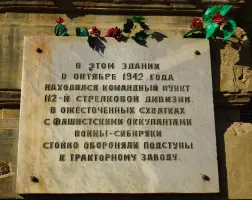 В ЭТОМ ЗДАНИИ
В ОКТЯБРЕ 1942 ГОДА
НАХОДИЛСЯ КОМАНДНЫЙ ПУНКТ
112-Й СТРЕЛКОВОЙ ДИВИЗИИ.
В ОЖЕСТОЧЕННЫХ СХВАТКАХ
С ФАШИСТСКИМИ ОККУПАНТАМИ
ВОИНЫ-СИБИРЯКИ
СТОЙКО ОБОРОНЯЛИ ПОДСТУПЫ
К ТРАКТОРНОМУ ЗАВОДУ.